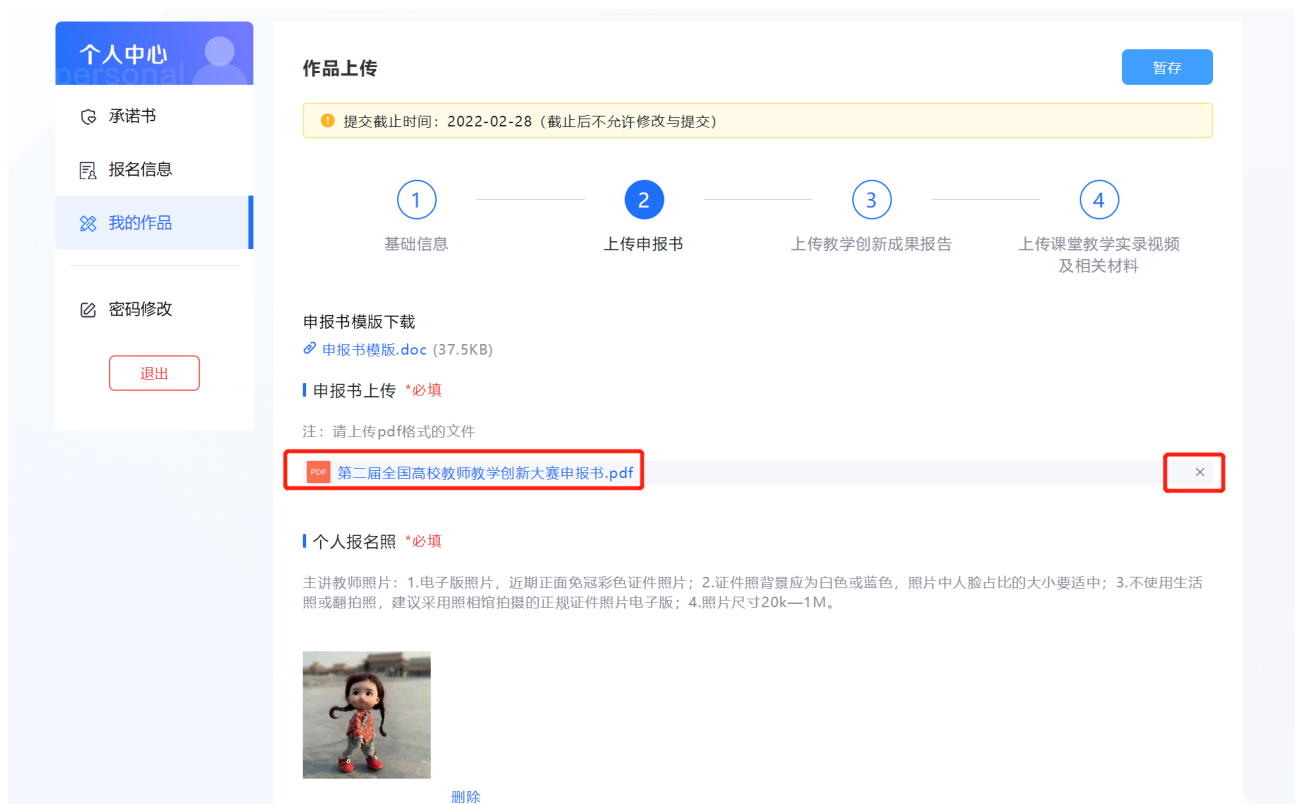 个人中心
personal
承诺书
报名信息
我的作品
密码修改
退出
作品上传
暂存
提交截止时间：2022-02-28（截止后不允许修改与提交）
1
2
3
4
基础信息
上传申报书
上传教学创新成果报告
上传课堂教学实录视频
及相关材料
申报书模版下载
申报书模版.doc (37.5KB)
申报书上传 *必填
注：请上传pdf格式的文件
PDF 第二届全国高校教师教学创新大赛申报书.pdf
个人报名照 *必填
主讲教师照片：1.电子版照片，近期正面免冠彩色证件照片；2.证件照背景应为白色或蓝色，照片中人脸占比的大小要适中；3.不使用生活
照或翻拍照，建议采用照相馆拍摄的正规证件照片电子版；4.照片尺寸20k—1M。
删除